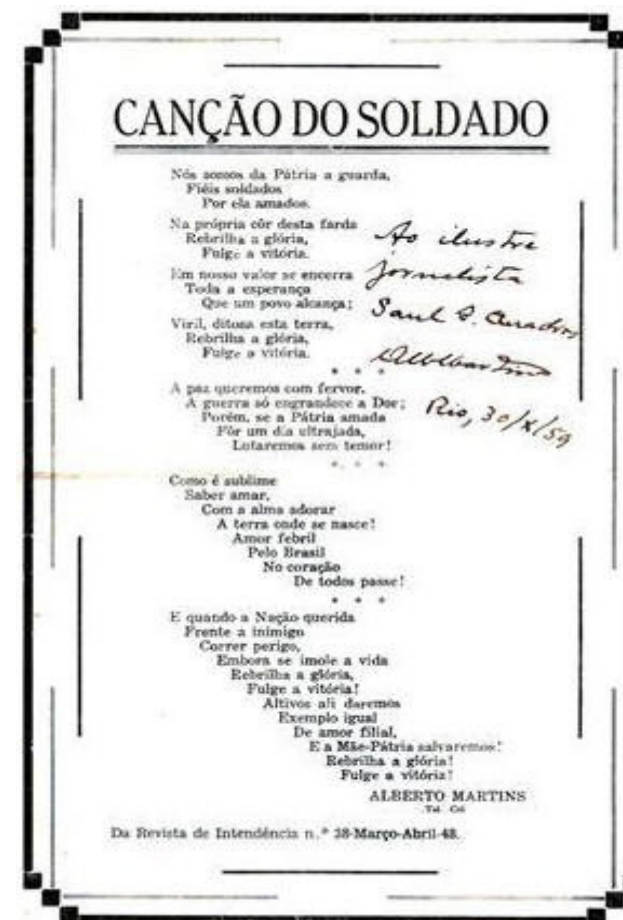 CANÇÃO DO SOLDADO
Nós somos da Pátria a guarda,
Fiéis soldados
Por ela amados.
Na própria côr desta farda
Rebrilha a glória,
Fulge a vitória.
Em nosso valor se encerra
Toda a esperança
Que um povo alcança;
Viril, ditosa esta terra,
Rebrilha a glória,
Fulge a vitória.
Ao ilustre
jornalista
Saul
Rio, 30/X/59
* * *
A paz queremos com fervor,
A guerra só engrandece a Dor;
Porém, se a Pátria amada
Fôr um dia ultrajada,
Lutaremos sem temor!
* * *
Como é sublime
Saber amar,
Com a alma adorar
A terra onde se nasce!
Amor febril
Pelo Brasil
No coração
De todos passe!
* * *
E quando a Nação querida
Frente a inimigo
Correr perigo,
Embora se imole a vida
Rebrilha a glória,
Fulge a vitória!
Altivos ali daremos
Exemplo igual
De amor filial,
E a Mãe-Pátria salvaremos!
Rebrilha a glória!
Fulge a vitória!
ALBERTO MARTINS
Da Revista de Intendência n.º 38-Março-Abril-48.